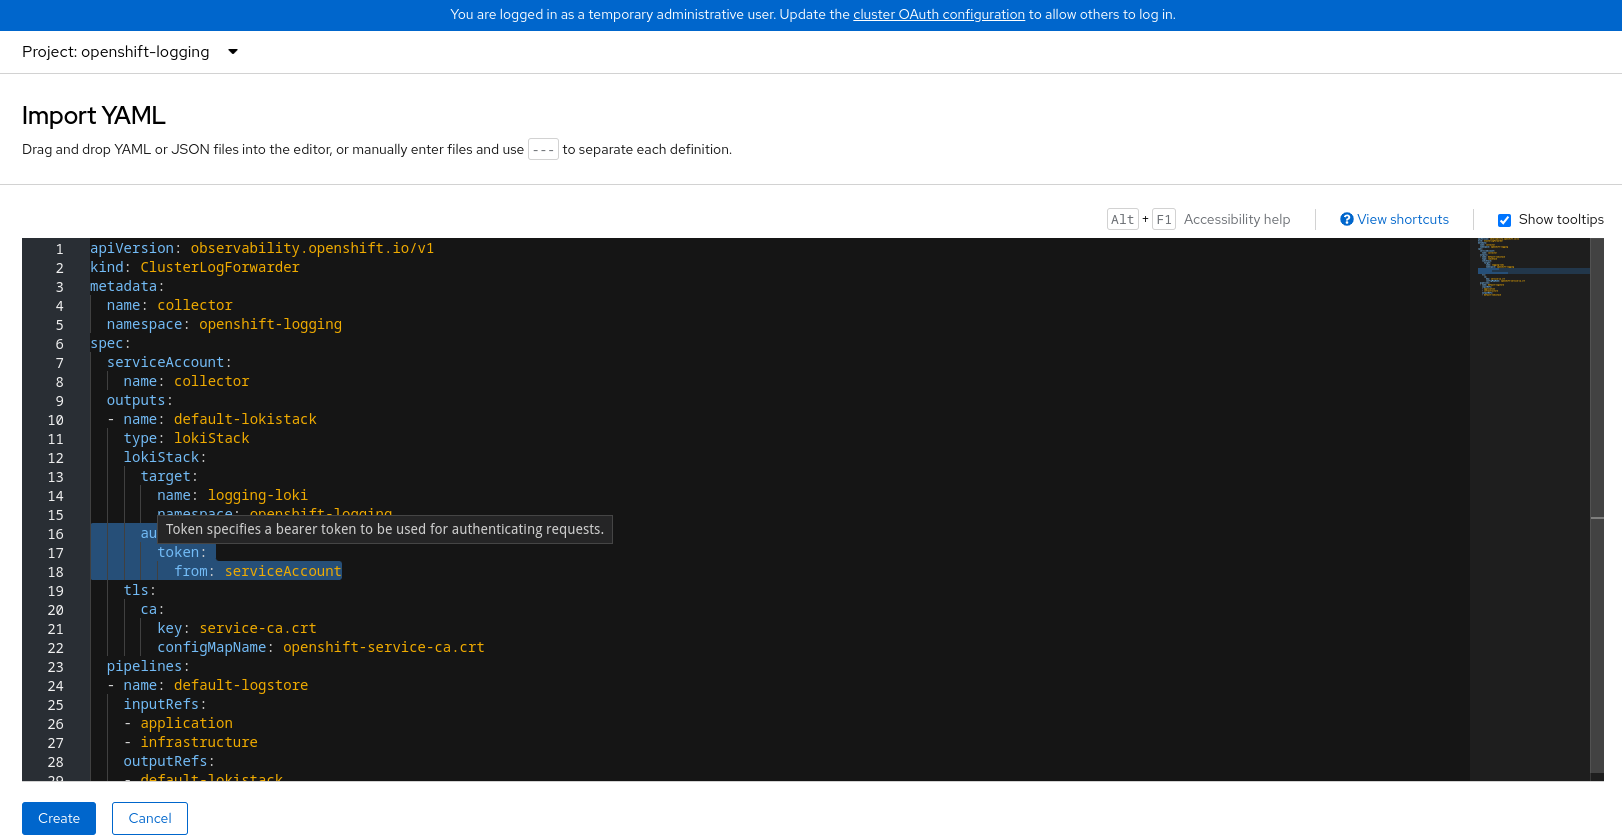 You are logged in as a temporary administrative user. Update the cluster OAuth configuration to allow others to log in.
Project: openshift-logging
Import YAML
Drag and drop YAML or JSON files into the editor, or manually enter files and use --- to separate each definition.
Alt + F1 Accessibility help View shortcuts Show tooltips
1 apiVersion: observability.openshift.io/v1
2 kind: ClusterLogForwarder
3 metadata:
4 name: collector
5 namespace: openshift-logging
6 spec:
7 serviceAccount:
8 name: collector
9 outputs:
10 - name: default-lokistack
11 type: lokiStack
12 lokiStack:
13 target:
14 name: logging-loki
15 namespace: openshift-logging
16 au
Token specifies a bearer token to be used for authenticating requests.
17 token:
18 from: serviceAccount
19 tls:
20 ca:
21 key: service-ca.crt
22 configMapName: openshift-service-ca.crt
23 pipelines:
24 - name: default-logstore
25 inputRefs:
26 - application
27 - infrastructure
28 outputRefs:
29 - default-lokistack
Create Cancel